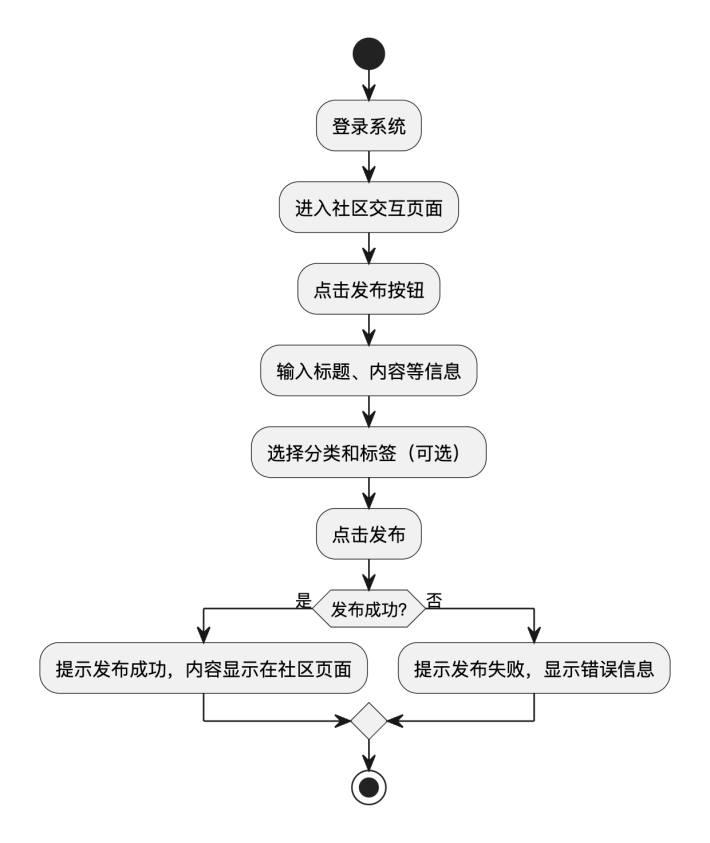 登录系统
进入社区交互页面
点击发布按钮
输入标题、内容等信息
选择分类和标签（可选）
点击发布
是
发布成功?
否
提示发布成功，内容显示在社区页面
提示发布失败，显示错误信息